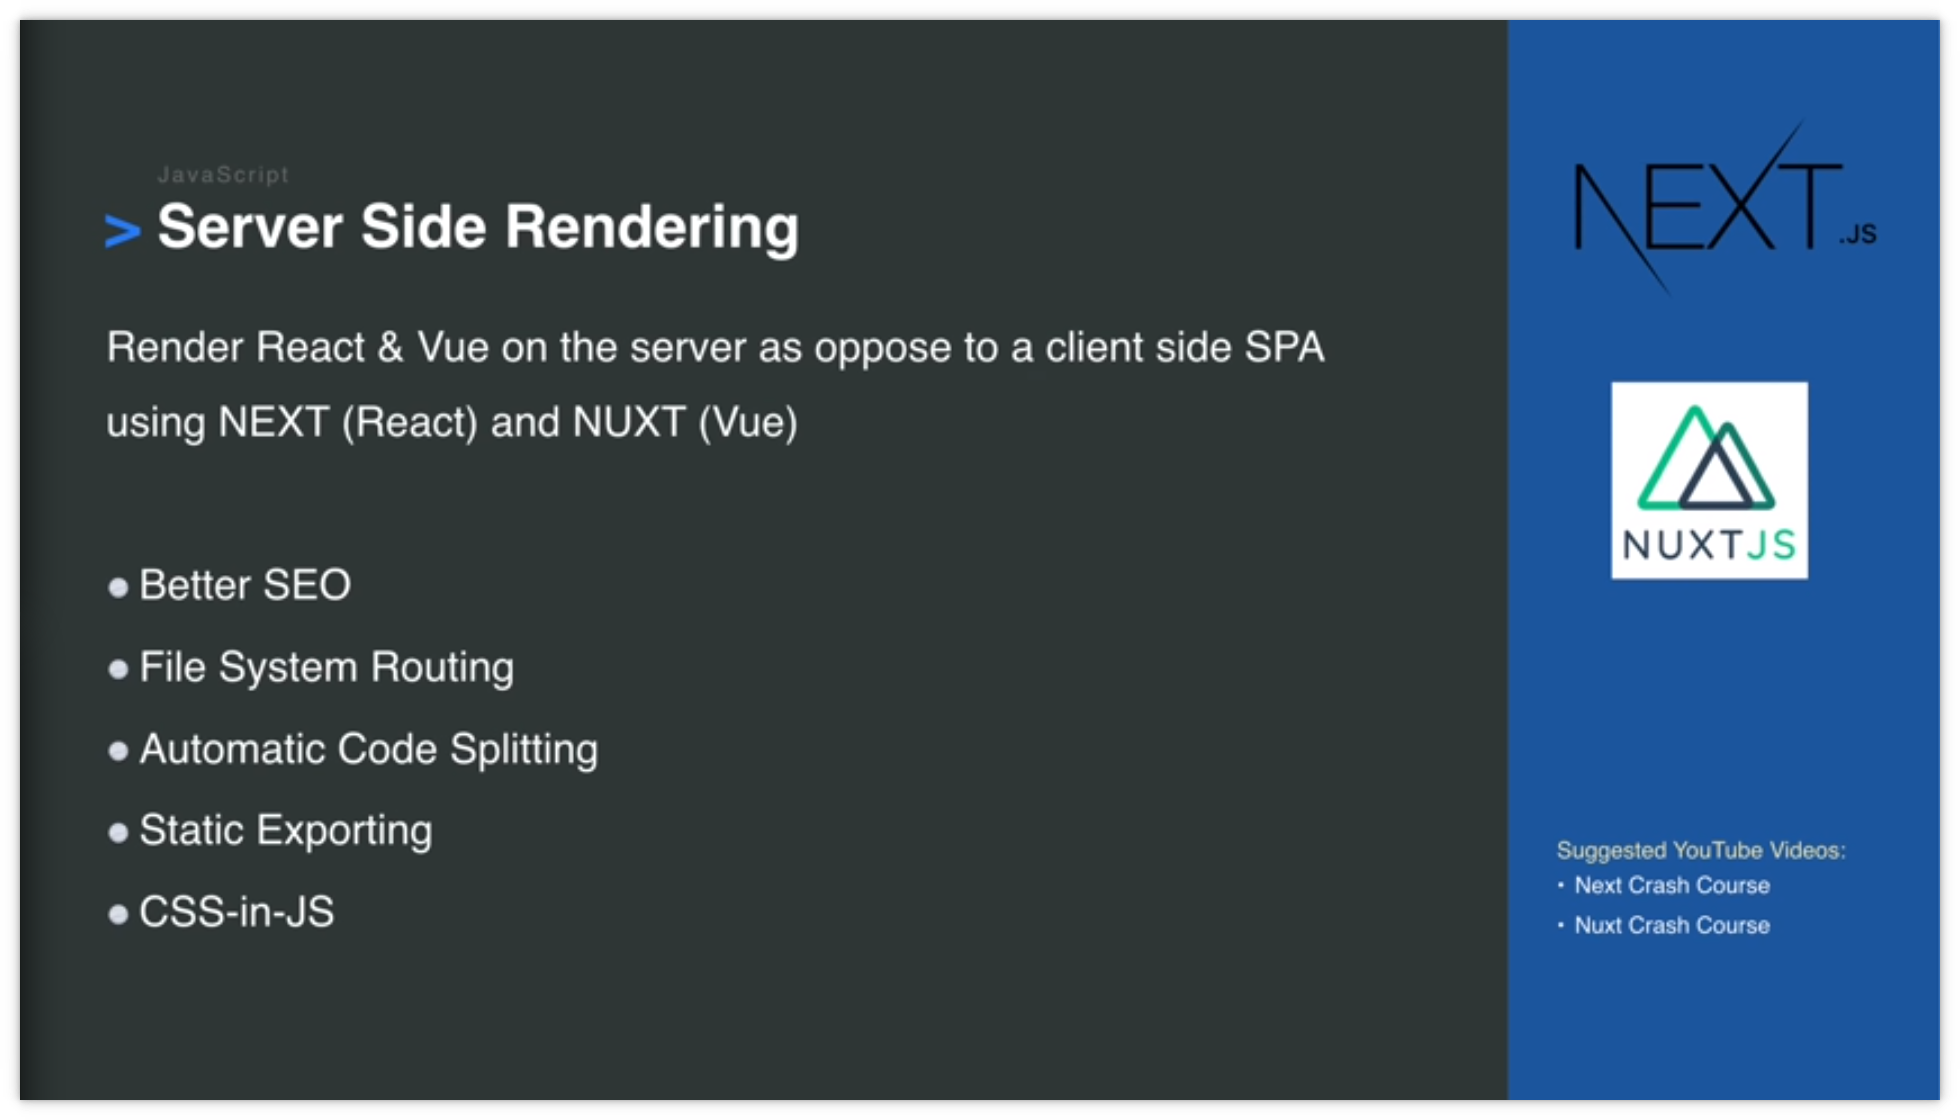 JavaScript
> Server Side Rendering
Render React & Vue on the server as oppose to a client side SPA
using NEXT (React) and NUXT (Vue)
● Better SEO
● File System Routing
● Automatic Code Splitting
● Static Exporting
● CSS-in-JS
NEXT.JS
NUXTJS
Suggested YouTube Videos:
• Next Crash Course
• Nuxt Crash Course